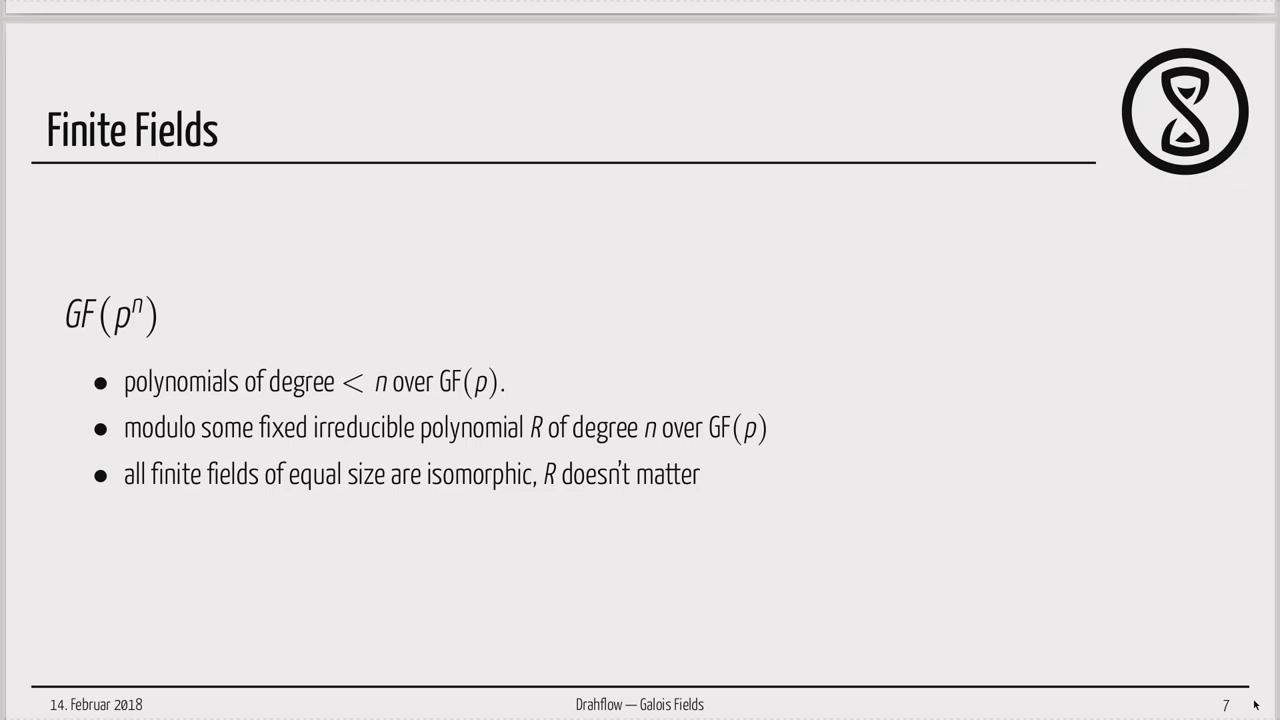 Finite Fields
GF(pⁿ)
● polynomials of degree < n over GF(p).
● modulo some fixed irreducible polynomial R of degree n over GF(p)
● all finite fields of equal size are isomorphic, R doesn’t matter
14. Februar 2018
Drahflow — Galois Fields
7